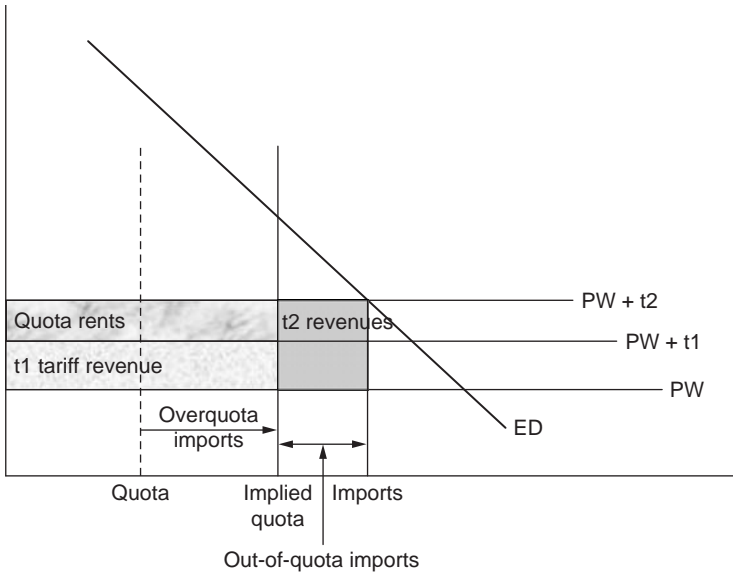 PW + t2
Quota rents
t2 revenues
PW + t1
t1 tariff revenue
PW
Overquota
imports
ED
Quota
Implied
quota
Imports
Out-of-quota imports